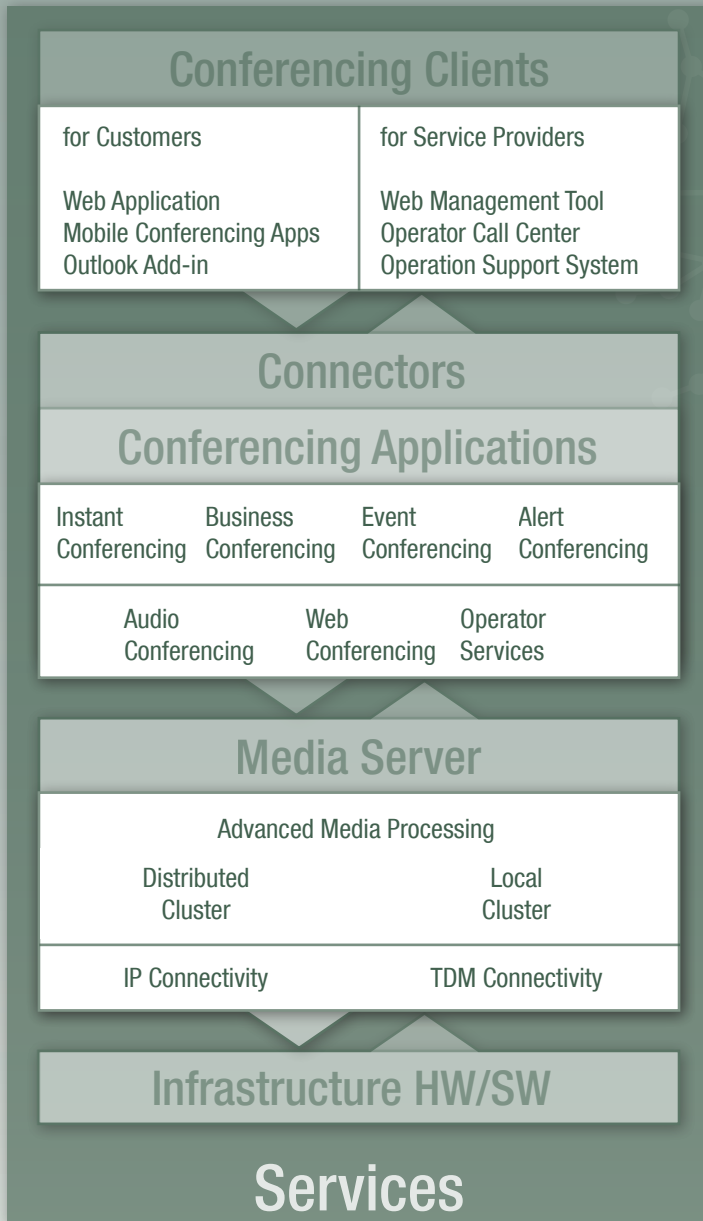 Conferencing Clients
for Customers
Web Application
Mobile Conferencing Apps
Outlook Add-in
for Service Providers
Web Management Tool
Operator Call Center
Operation Support System
Connectors
Conferencing Applications
Instant
Conferencing
Business
Conferencing
Event
Conferencing
Alert
Conferencing
Audio
Conferencing
Web
Conferencing
Operator
Services
Media Server
Advanced Media Processing
Distributed
Cluster
Local
Cluster
IP Connectivity
TDM Connectivity
Infrastructure HW/SW
Services